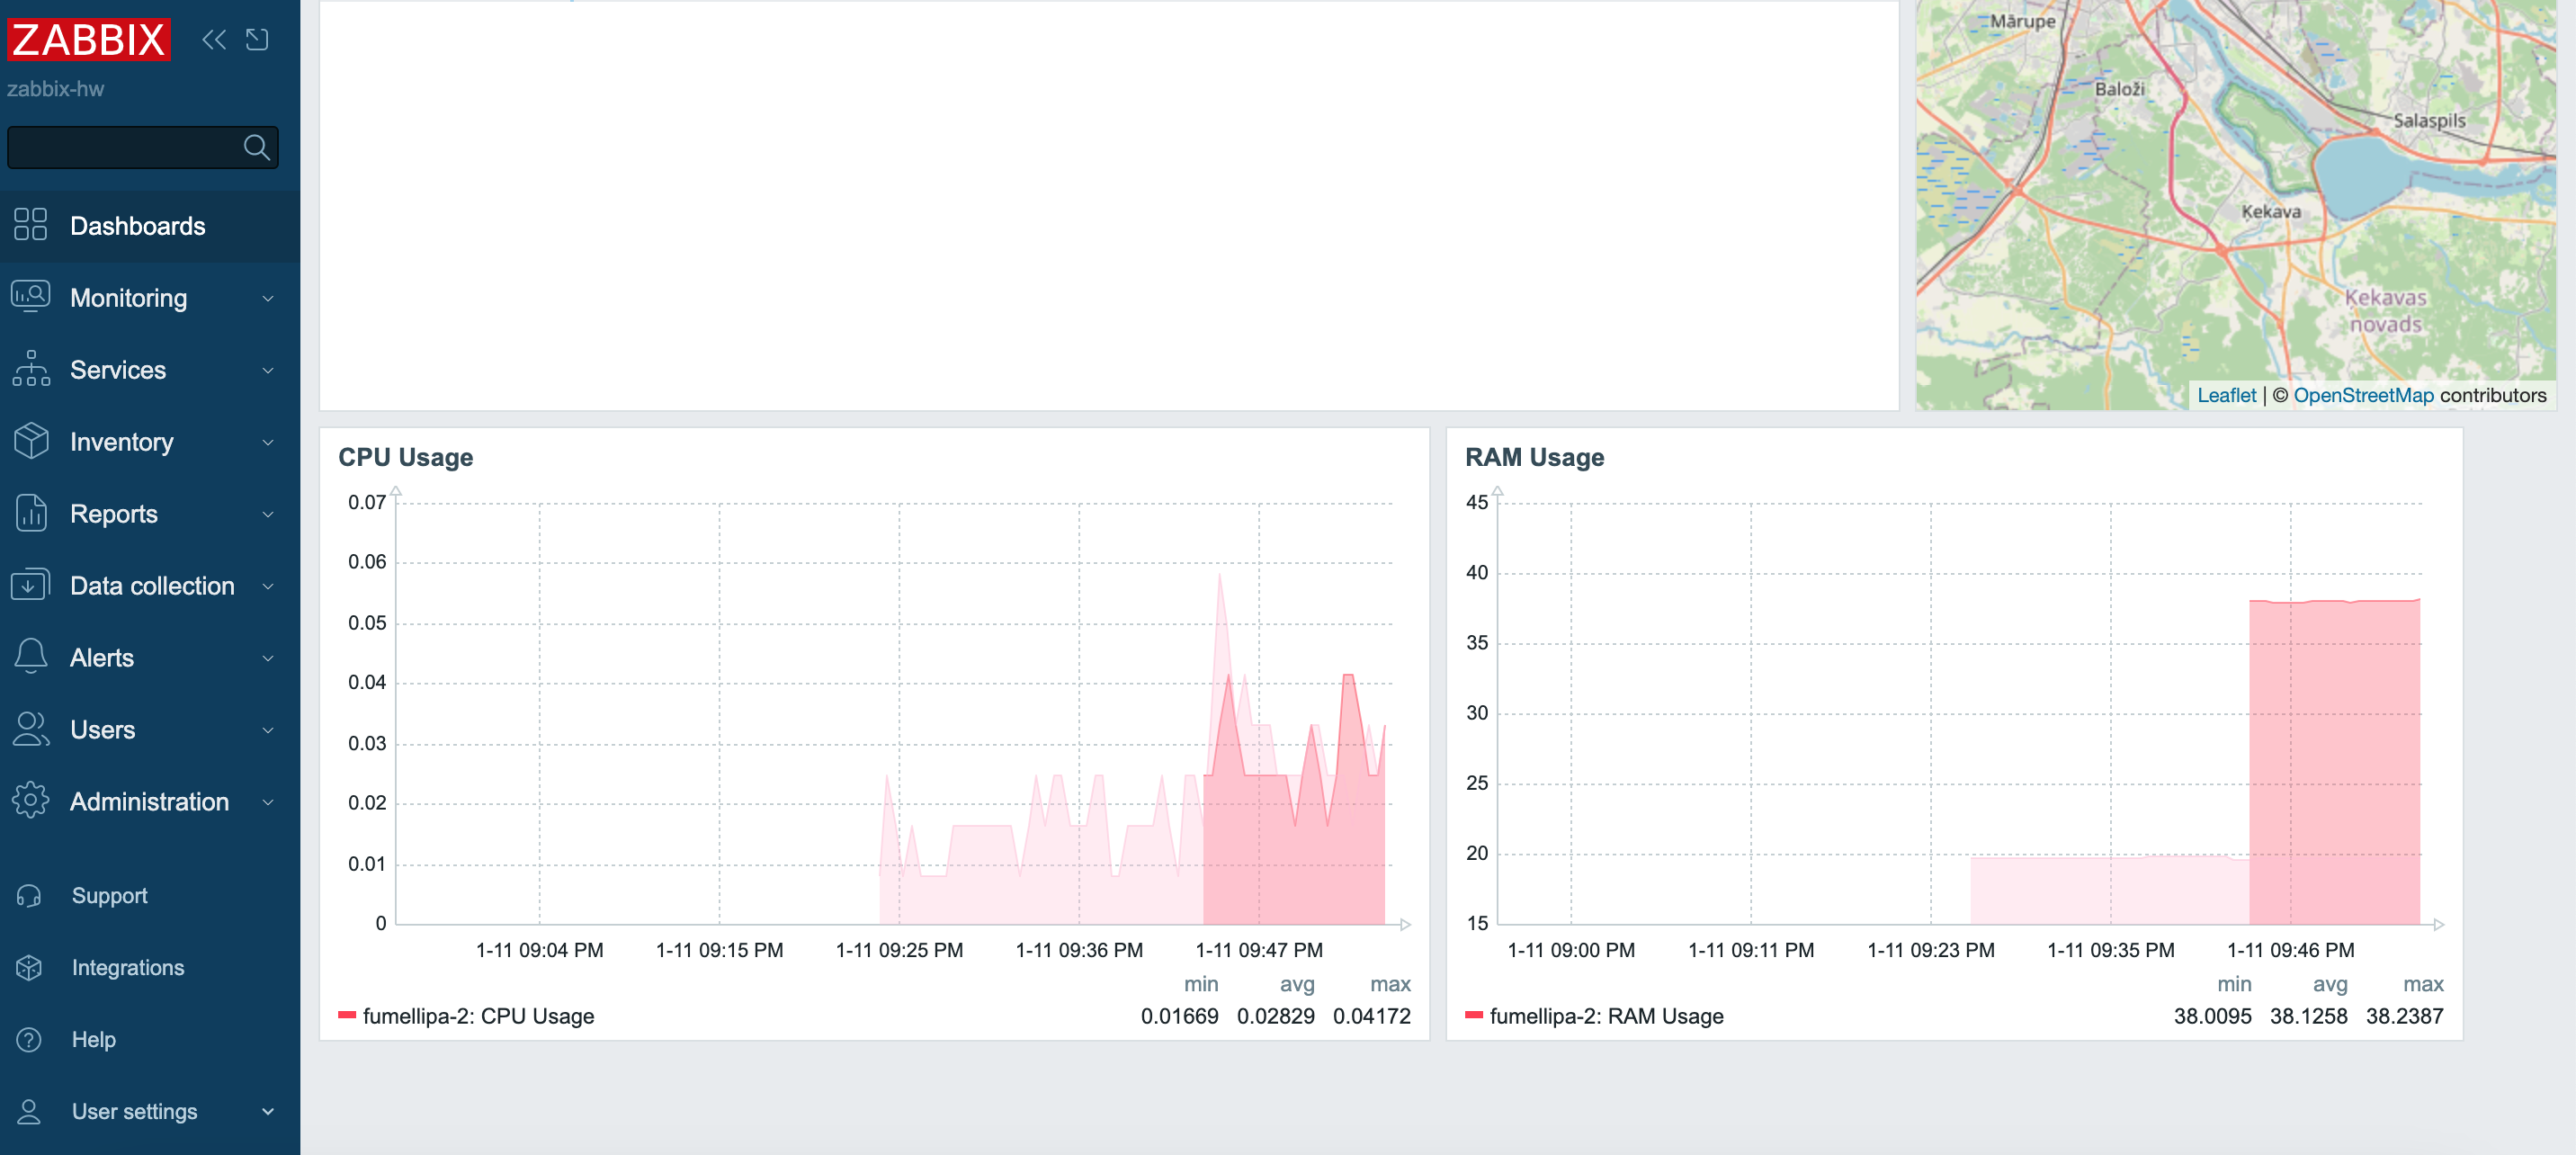 ZABBIX
zabbix-hw
Dashboards
Monitoring
Services
Inventory
Reports
Data collection
Alerts
Users
Administration
Support
Integrations
Help
User settings
Mārupe
Baloži
Salaspils
Ķekava
Ķekavas
novads
Leaflet | © OpenStreetMap contributors
CPU Usage
0.07
0.06
0.05
0.04
0.03
0.02
0.01
0
1-11 09:04 PM 1-11 09:15 PM 1-11 09:25 PM 1-11 09:36 PM 1-11 09:47 PM
min avg max
fumellipa-2: CPU Usage 0.01669 0.02829 0.04172
RAM Usage
45
40
35
30
25
20
15
1-11 09:00 PM 1-11 09:11 PM 1-11 09:23 PM 1-11 09:35 PM 1-11 09:46 PM
min avg max
fumellipa-2: RAM Usage 38.0095 38.1258 38.2387